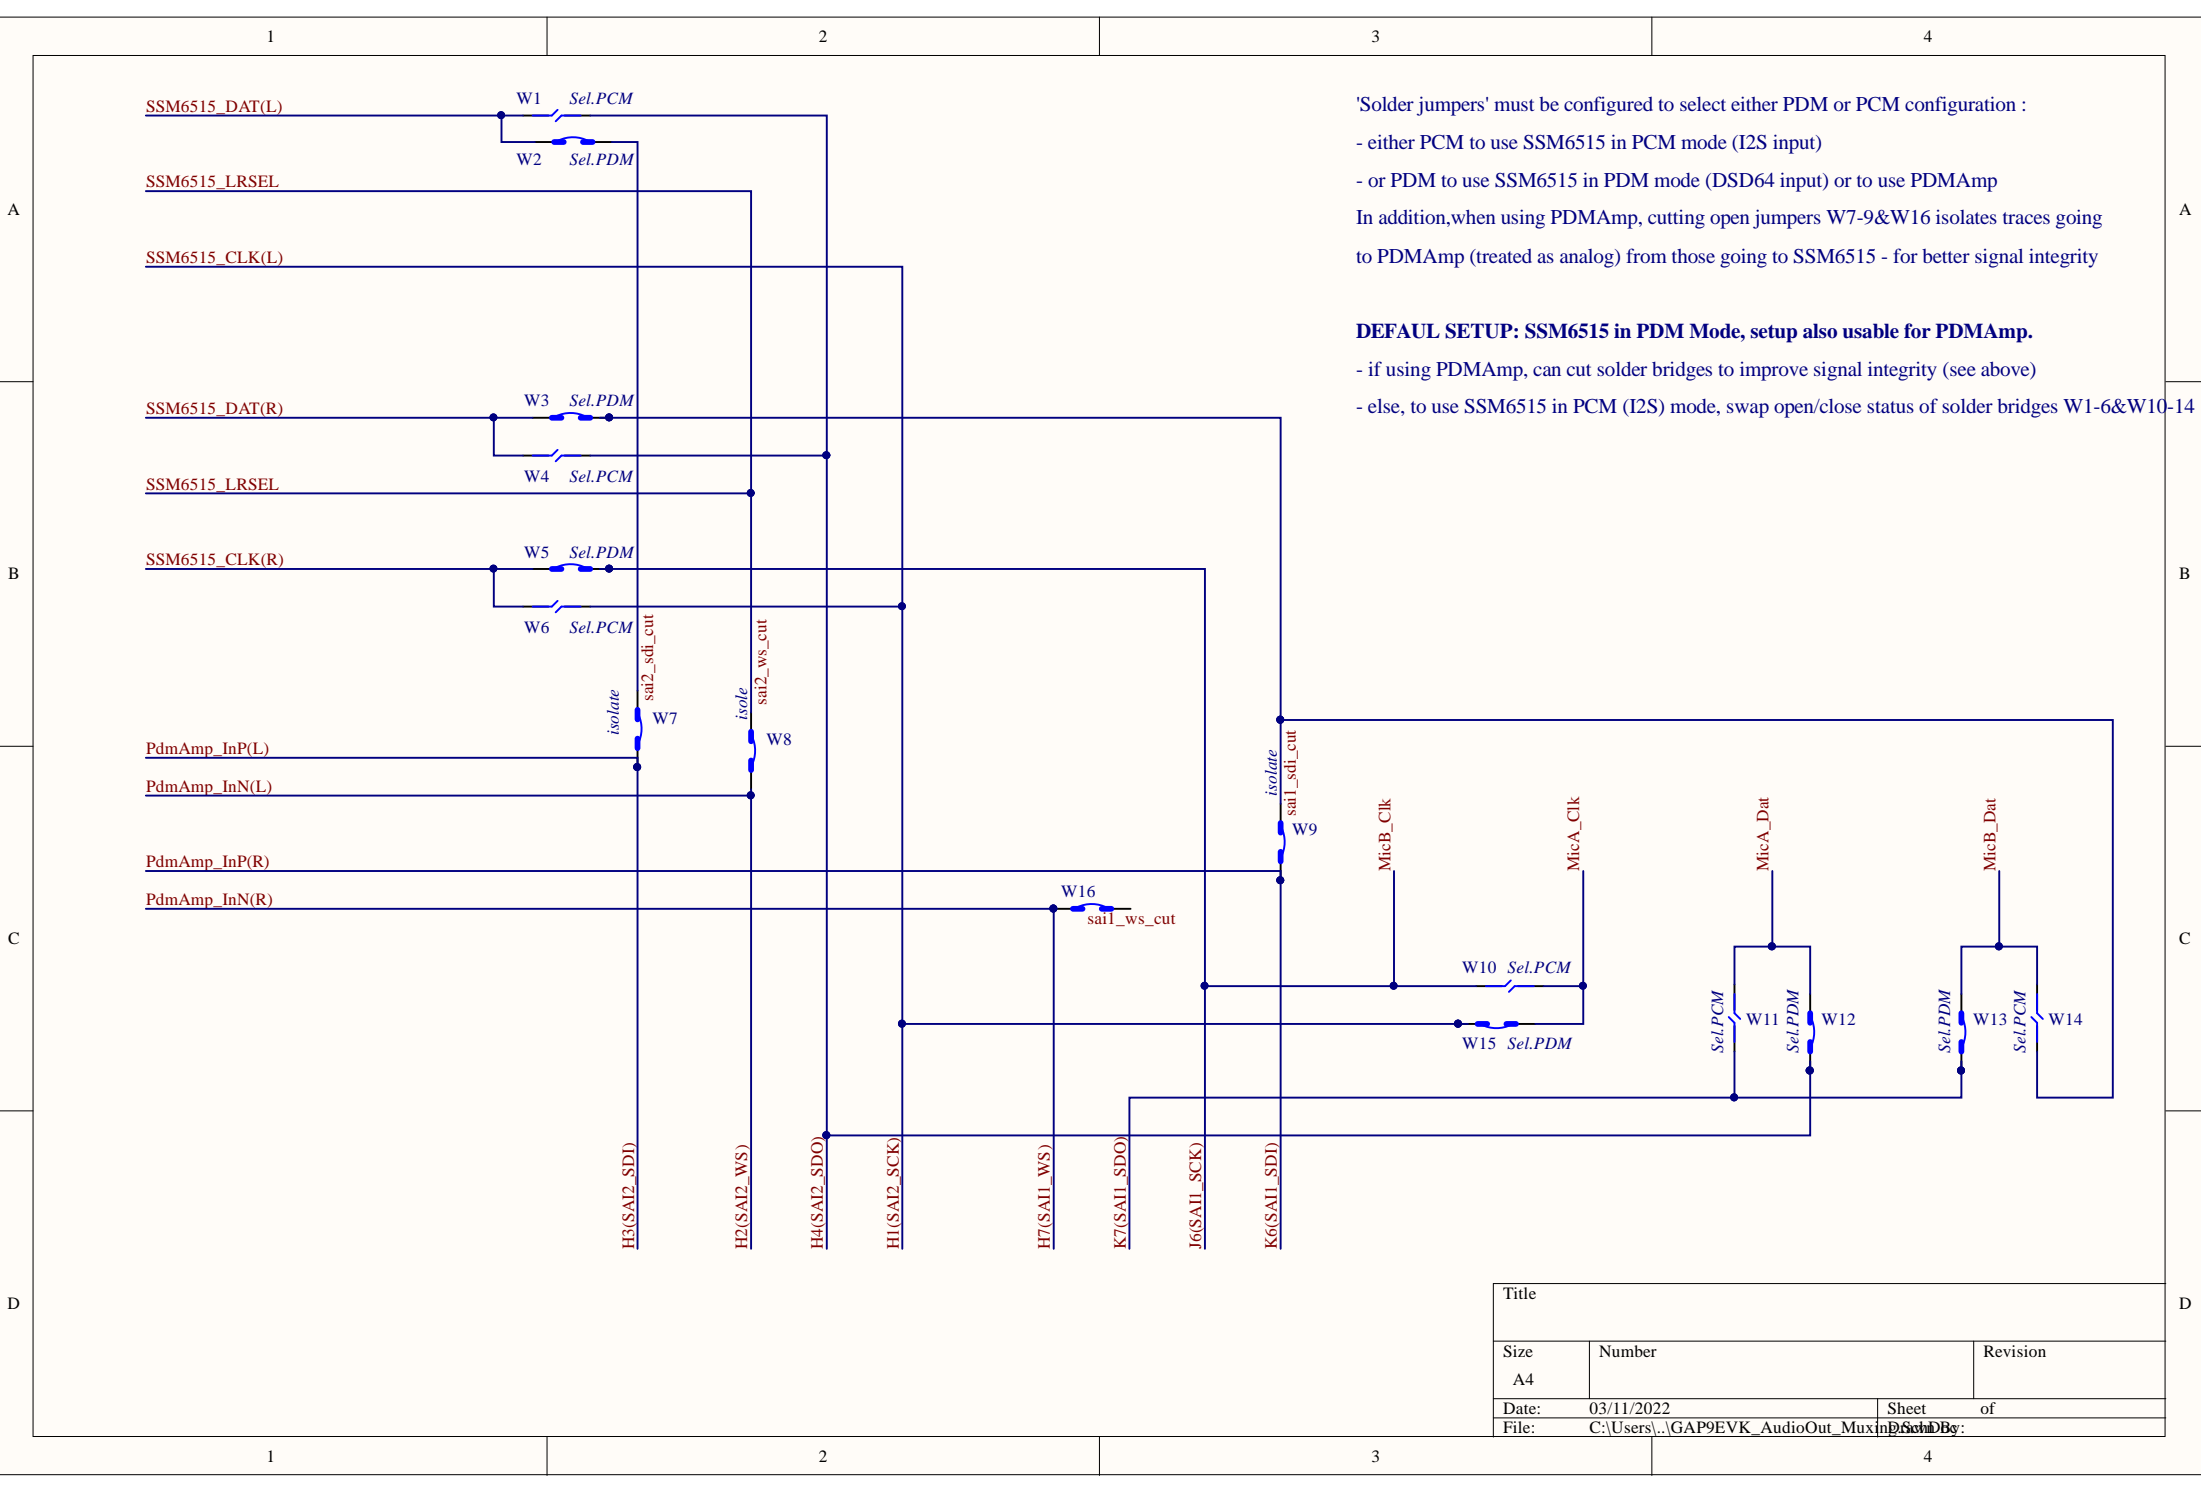 1 2 3 4
SSM6515_DAT(L)
W1 Sel.PCM
W2 Sel.PDM
SSM6515_LRSEL
SSM6515_CLK(L)
A A
'Solder jumpers' must be configured to select either PDM or PCM configuration :
- either PCM to use SSM6515 in PCM mode (I2S input)
- or PDM to use SSM6515 in PDM mode (DSD64 input) or to use PDMAmp
In addition,when using PDMAmp, cutting open jumpers W7-9&W16 isolates traces going
to PDMAmp (treated as analog) from those going to SSM6515 - for better signal integrity
DEFAUL SETUP: SSM6515 in PDM Mode, setup also usable for PDMAmp.
- if using PDMAmp, can cut solder bridges to improve signal integrity (see above)
- else, to use SSM6515 in PCM (I2S) mode, swap open/close status of solder bridges W1-6&W10-14
SSM6515_DAT(R)
W3 Sel.PDM
W4 Sel.PCM
SSM6515_LRSEL
SSM6515_CLK(R)
W5 Sel.PDM
W6 Sel.PCM
B B
sai2_sdi_cut
sai2_ws_cut
isolate
W7
isole
W8
PdmAmp_InP(L)
PdmAmp_InN(L)
isolate
sai1_sdi_cut
W9
PdmAmp_InP(R)
PdmAmp_InN(R)
W16
sai1_ws_cut
MicB_Clk
MicA_Clk
MicA_Dat
MicB_Dat
C C
W10 Sel.PCM
W15 Sel.PDM
Sel.PCM
W11
Sel.PDM
W12
Sel.PDM
W13
Sel.PCM
W14
H3(SAI2_SDI)
H2(SAI2_WS)
H4(SAI2_SDO)
H1(SAI2_SCK)
H7(SAI1_WS)
K7(SAI1_SDO)
J6(SAI1_SCK)
K6(SAI1_SDI)
D D
Title
Size Number Revision
A4
Date: 03/11/2022 Sheet of
File: C:\Users\..\GAP9EVK_AudioOut_Muxing.SchDoc Drawn By:
1 2 3 4